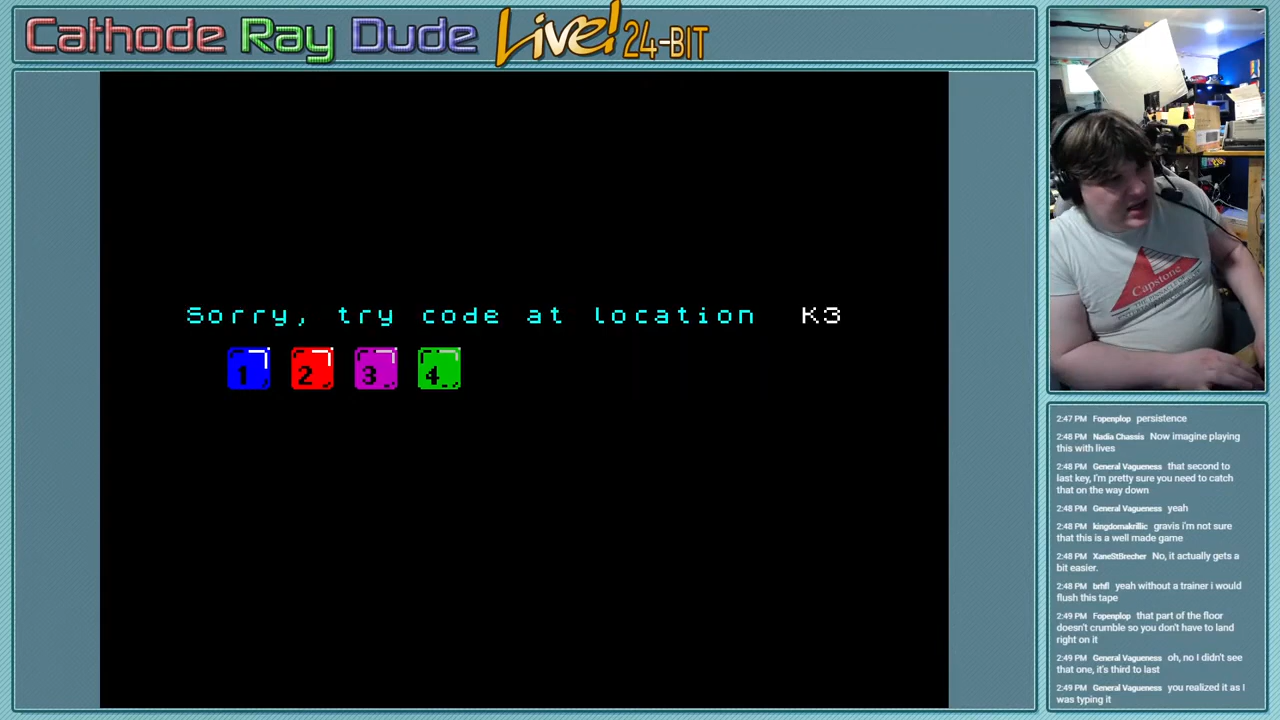 Cathode Ray Dude Live! 24-BIT
Sorry, try code at location K3
1 2 3 4
Capstone
2:47 PM Fopenplop persistence
2:48 PM Nadia Chassis Now imagine playing
this with lives
2:48 PM General Vagueness that second to
last key, I'm pretty sure you need to catch
that on the way down
2:48 PM General Vagueness yeah
2:48 PM kingdomakrillic gravis i'm not sure
that this is a well made game
2:48 PM XaneStBrecher No, it actually gets a
bit easier.
2:48 PM brhfl yeah without a trainer i would
flush this tape
2:49 PM Fopenplop that part of the floor
doesn't crumble so you don't have to land
right on it
2:49 PM General Vagueness oh, no I didn't see
that one, it's third to last
2:49 PM General Vagueness you realized it as I
was typing it